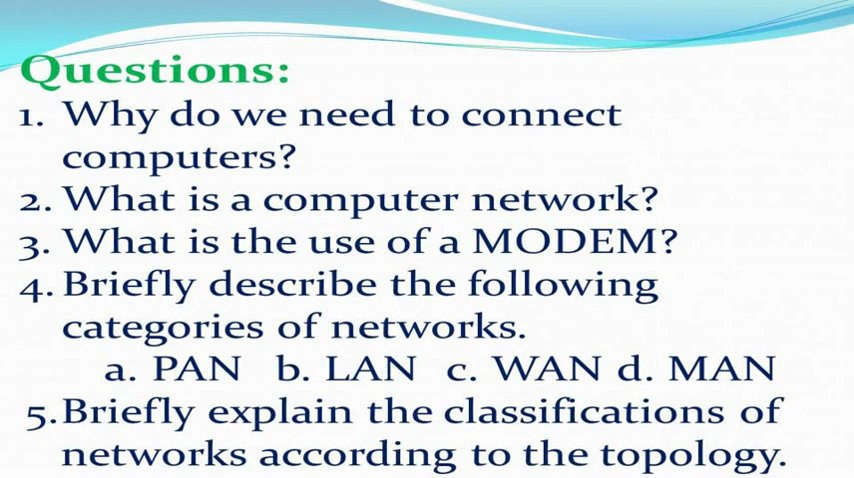 Questions:
1. Why do we need to connect
computers?
2. What is a computer network?
3. What is the use of a MODEM?
4. Briefly describe the following
categories of networks.
a. PAN b. LAN c. WAN d. MAN
5. Briefly explain the classifications of
networks according to the topology.